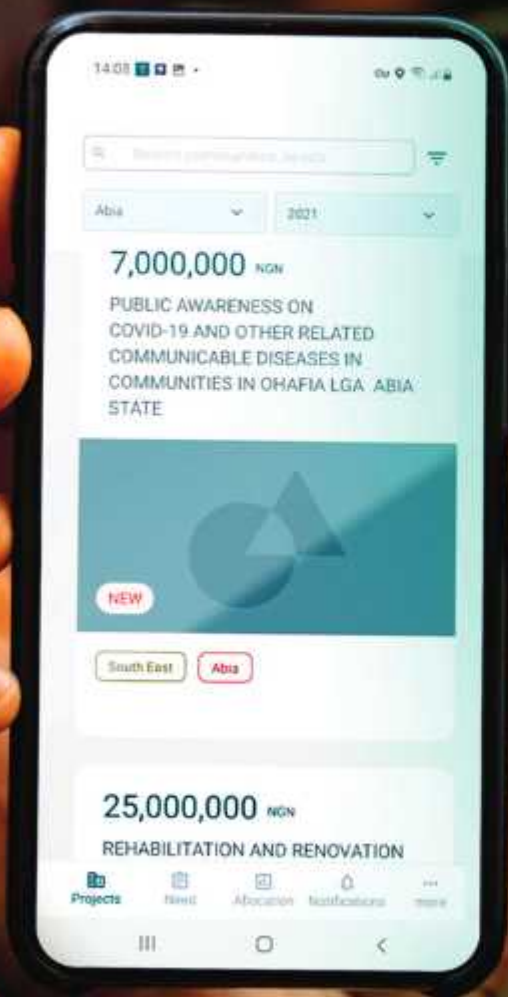 14:08
Abia
2021
7,000,000 NGN
PUBLIC AWARENESS ON
COVID-19 AND OTHER RELATED
COMMUNICABLE DISEASES IN
COMMUNITIES IN OHAFIA LGA ABIA
STATE
NEW
South East
Abia
25,000,000 NGN
REHABILITATION AND RENOVATION
Projects
Allocation
Notifications
more